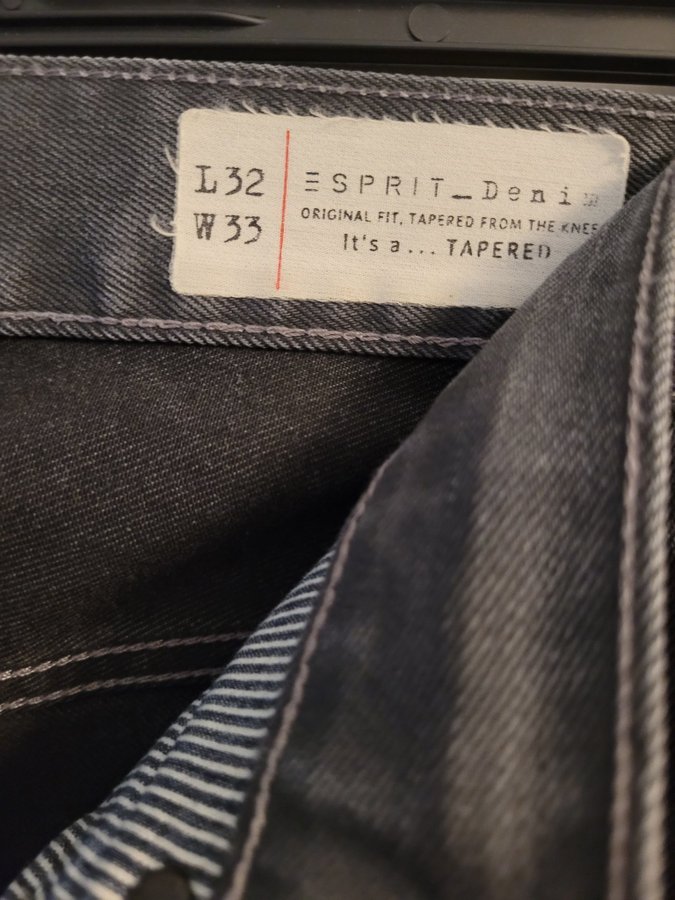 L32
W33
ESPRIT_Denim
ORIGINAL FIT, TAPERED FROM THE KNEE
It's a... TAPERED